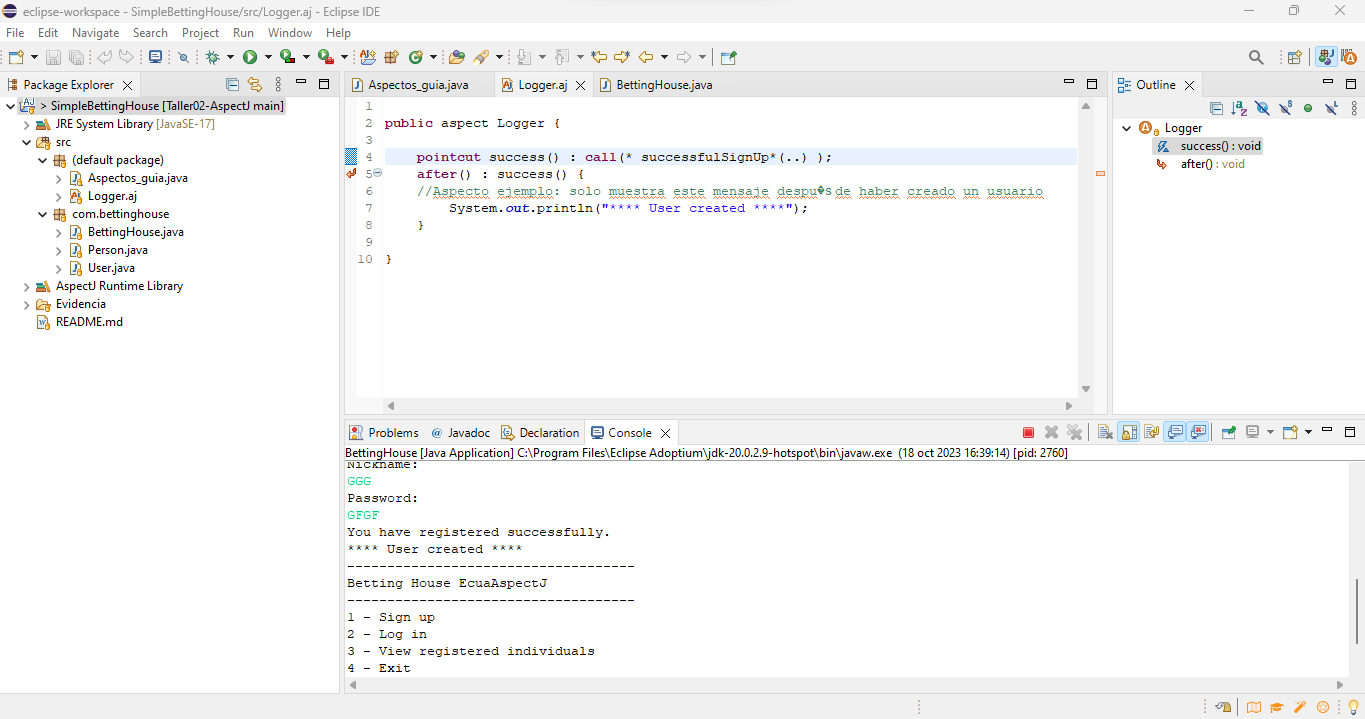 eclipse-workspace - SimpleBettingHouse/src/Logger.aj - Eclipse IDE
File Edit Navigate Search Project Run Window Help
Package Explorer
> SimpleBettingHouse [Taller02-AspectJ main]
JRE System Library [JavaSE-17]
src
(default package)
Aspectos_guia.java
Logger.aj
com.bettinghouse
BettingHouse.java
Person.java
User.java
AspectJ Runtime Library
Evidencia
README.md
Aspectos_guia.java Logger.aj BettingHouse.java
1
2 public aspect Logger {
3
4 pointcut success() : call(* successfulSignUp*(..) );
5 after() : success() {
6 //Aspecto ejemplo: solo muestra este mensaje despu�s de haber creado un usuario
7 System.out.println("**** User created ****");
8 }
9
10 }
Outline
Logger
success() : void
after() : void
Problems Javadoc Declaration Console
BettingHouse [Java Application] C:\Program Files\Eclipse Adoptium\jdk-20.0.2.9-hotspot\bin\javaw.exe (18 oct 2023 16:39:14) [pid: 2760]
Nickname:
GGG
Password:
GFGF
You have registered successfully.
**** User created ****
------------------------------------
Betting House EcuaAspectJ
------------------------------------
1 - Sign up
2 - Log in
3 - View registered individuals
4 - Exit